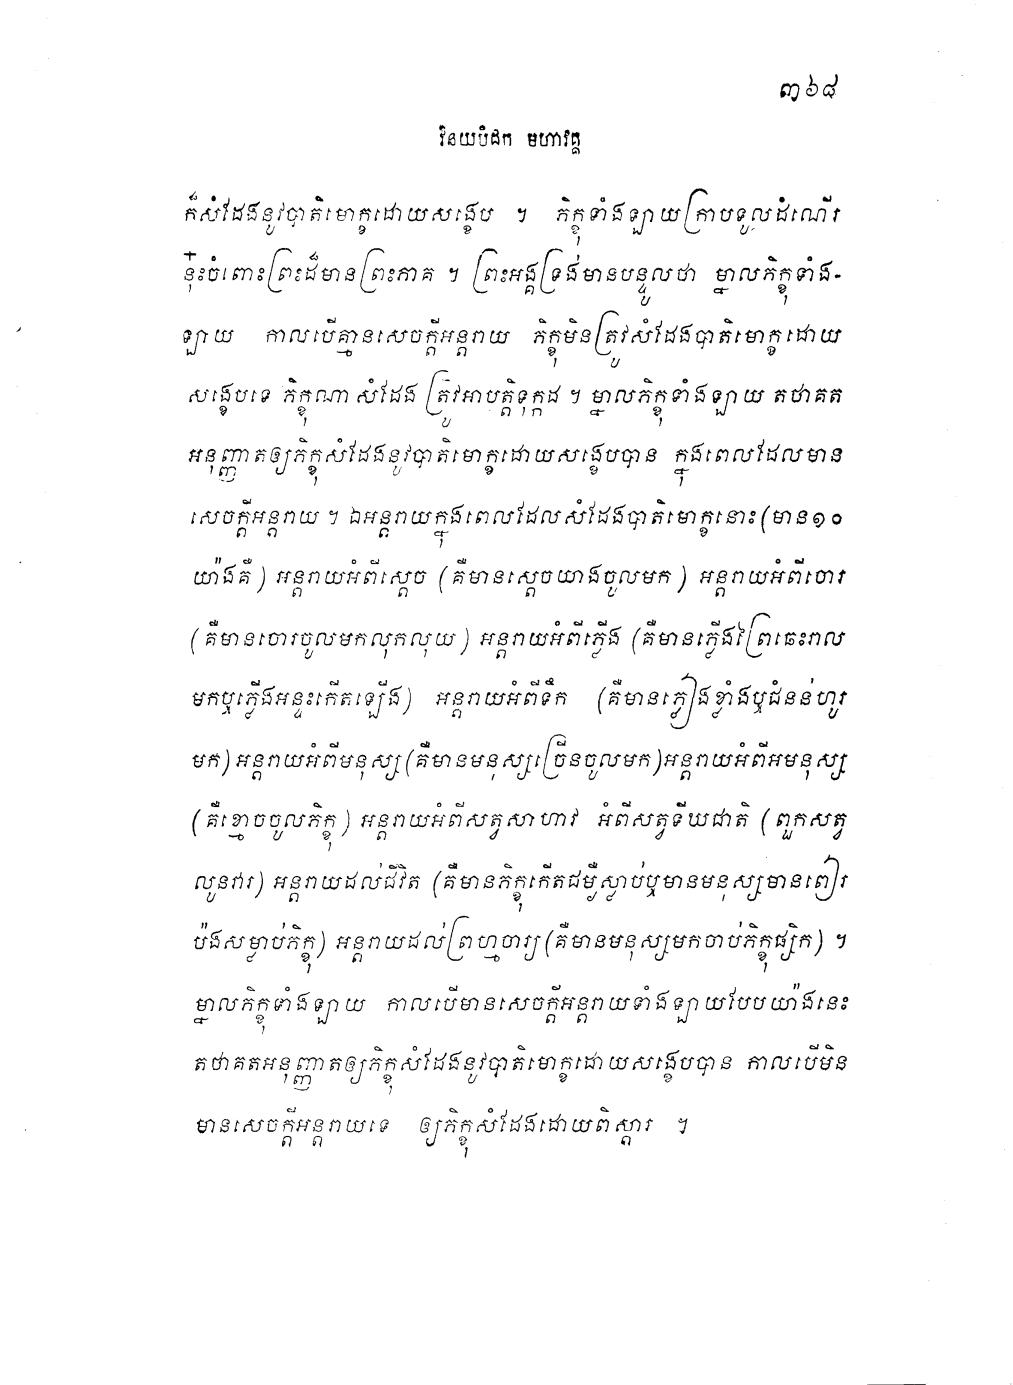 ៣៦៨
វិនយបិដក មហាវគ្គ
ក៏សំដែងនូវបាតិមោក្ខដោយសង្ខេប ។ ភិក្ខុទាំងឡាយក្រាបទូលដំណើរ
នុ៎ះចំពោះព្រះដ៏មានព្រះភាគ ។ ព្រះអង្គទ្រង់មានបន្ទូលថា ម្នាលភិក្ខុទាំង-
ឡាយ កាលបើគ្មានសេចក្តីអន្តរាយ ភិក្ខុមិនត្រូវសំដែងបាតិមោក្ខដោយ
សង្ខេបទេ ភិក្ខុណាសំដែង ត្រូវអាបត្តិទុក្កដ ។ ម្នាលភិក្ខុទាំងឡាយ តថាគត
អនុញ្ញាតឲ្យភិក្ខុសំដែងនូវបាតិមោក្ខដោយសង្ខេបបាន ក្នុងពេលដែលមាន
សេចក្តីអន្តរាយ ។ ឯអន្តរាយក្នុងពេលដែលសំដែងបាតិមោក្ខនោះ (មាន១០
យ៉ាងគឺ) អន្តរាយអំពីស្តេច (គឺមានស្តេចយាងចូលមក) អន្តរាយអំពីចោរ
(គឺមានចោរចូលមកលុកលុយ) អន្តរាយអំពីភ្លើង (គឺមានភ្លើងព្រៃឆេះរាល
មកឬភ្លើងអន្ទះកើតឡើង) អន្តរាយអំពីទឹក (គឺមានភ្លៀងខ្លាំងឬជំនន់ហូរ
មក) អន្តរាយអំពីមនុស្ស (គឺមានមនុស្សច្រើនចូលមក) អន្តរាយអំពីអមនុស្ស
(គឺខ្មោចចូលភិក្ខុ) អន្តរាយអំពីសត្វសាហាវ អំពីសត្វទីឃជាតិ (ពួកសត្វ
លូនវារ) អន្តរាយដល់ជីវិត (គឺមានភិក្ខុកើតជម្ងឺស្លាប់ឬមានមនុស្សមានពៀរ
ប៉ងសម្លាប់ភិក្ខុ) អន្តរាយដល់ព្រហ្មចារ្យ (គឺមានមនុស្សមកចាប់ភិក្ខុផ្សឹក) ។
ម្នាលភិក្ខុទាំងឡាយ កាលបើមានសេចក្តីអន្តរាយទាំងឡាយបែបយ៉ាងនេះ
តថាគតអនុញ្ញាតឲ្យភិក្ខុសំដែងនូវបាតិមោក្ខដោយសង្ខេបបាន កាលបើមិន
មានសេចក្តីអន្តរាយទេ ឲ្យភិក្ខុសំដែងដោយពិស្តារ ។